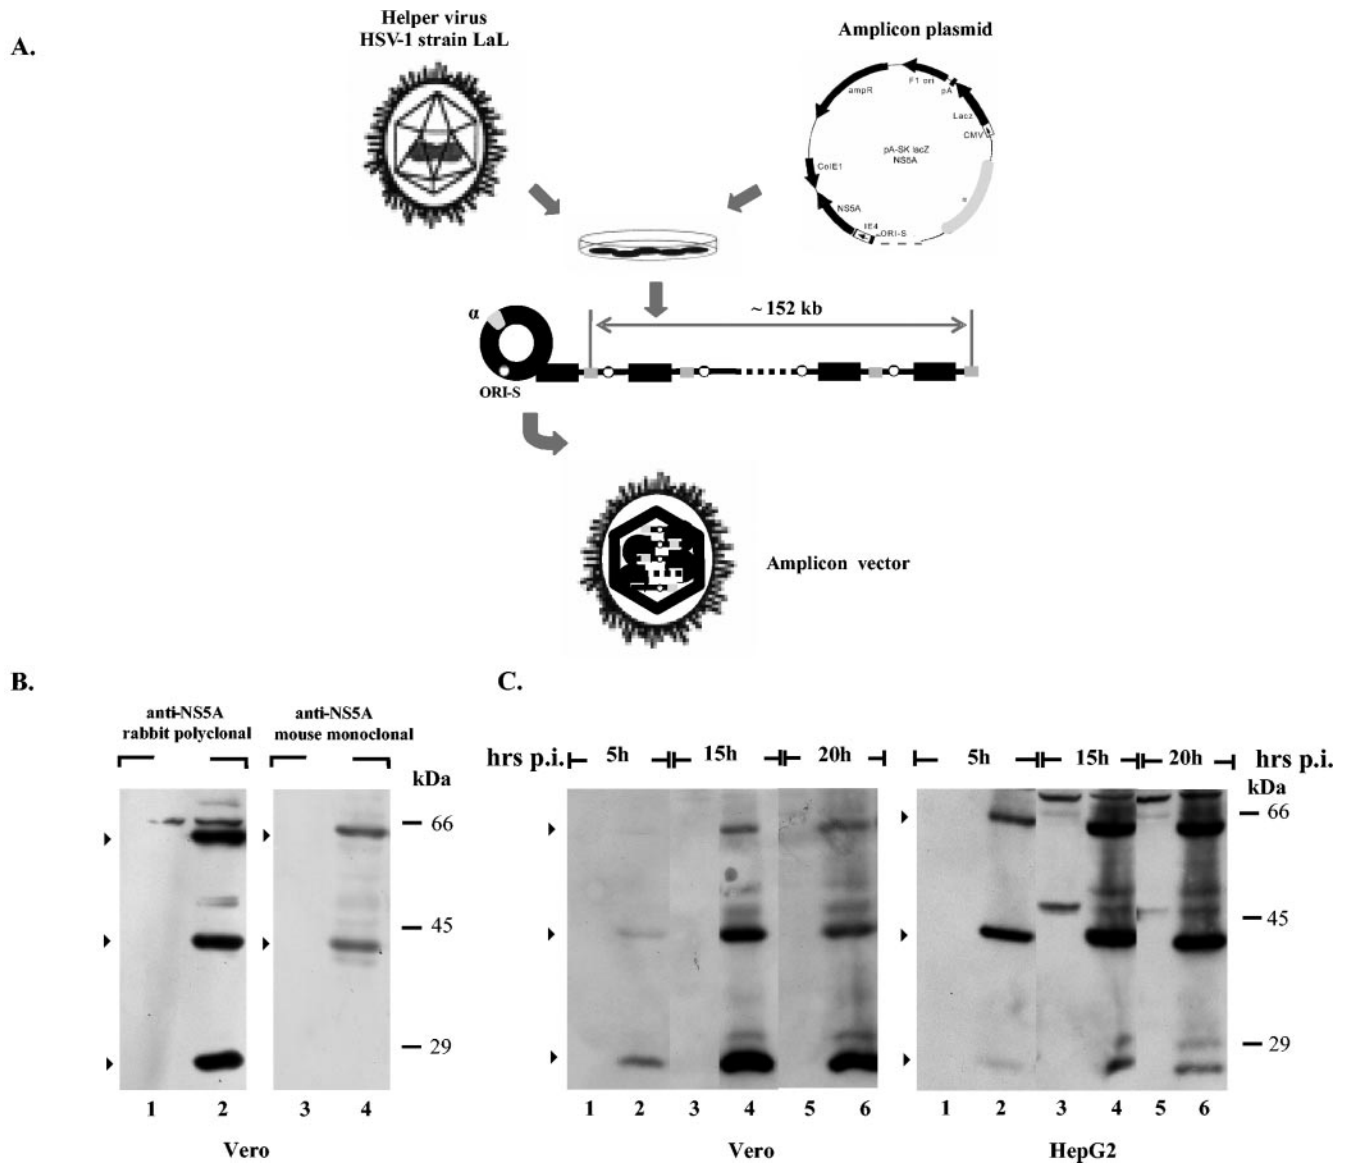 A.
Helper virus
HSV-1 strain LaL
Amplicon plasmid
F1 ori
pA
ampR
Lacz
CMV
pA-SK lacZ
NS5A
ColE1
α
NS5A
IE4
ORI-S
~ 152 kb
α
ORI-S
Amplicon vector
B.
anti-NS5A
rabbit polyclonal
anti-NS5A
mouse monoclonal
kDa
66
45
29
1 2 3 4
Vero
C.
hrs p.i. 5h 15h 20h
5h 15h 20h hrs p.i.
kDa
66
45
29
1 2 3 4 5 6
1 2 3 4 5 6
Vero
HepG2